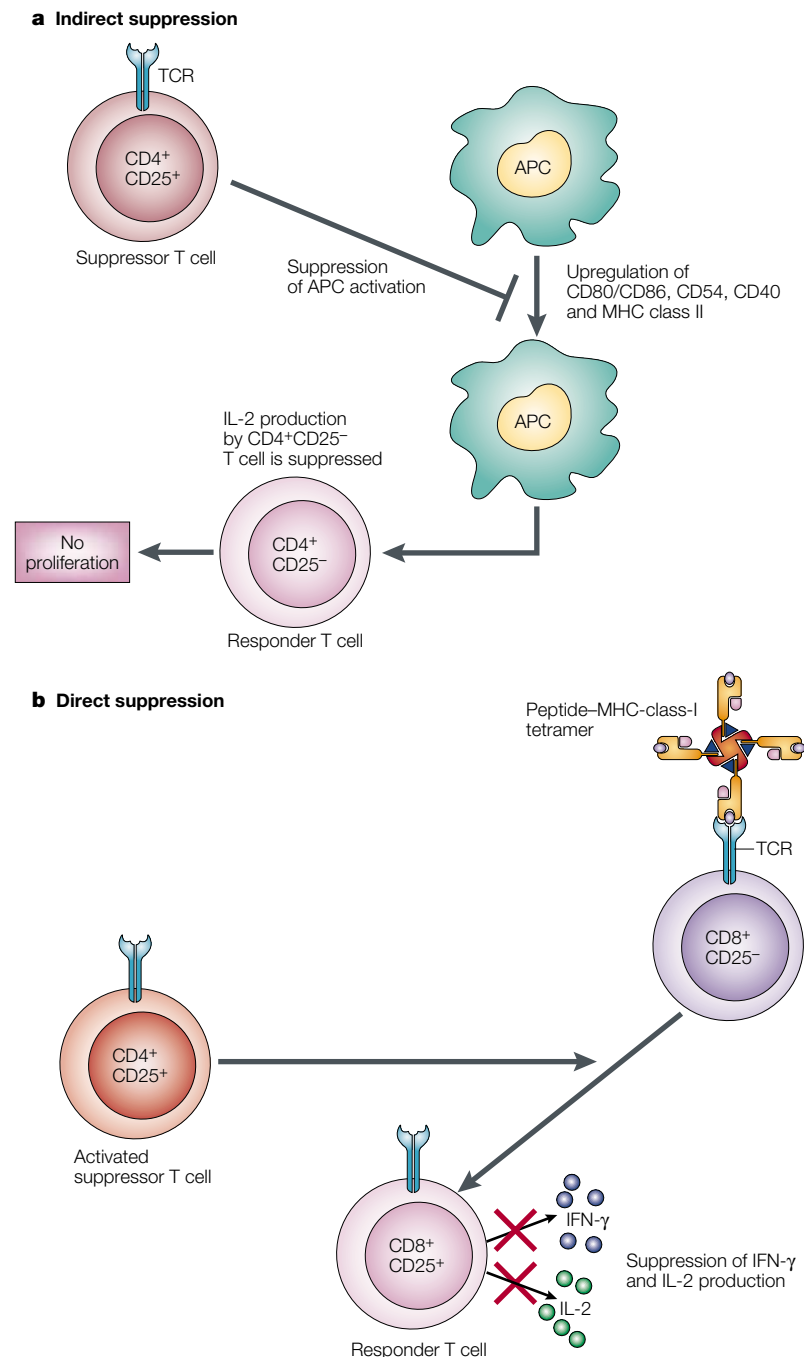 a Indirect suppression
TCR
CD4⁺
CD25⁺
Suppressor T cell
APC
Suppression
of APC activation
Upregulation of
CD80/CD86, CD54, CD40
and MHC class II
APC
IL-2 production
by CD4⁺CD25⁻
T cell is suppressed
No
proliferation
CD4⁺
CD25⁻
Responder T cell
b Direct suppression
Peptide–MHC-class-I
tetramer
TCR
CD8⁺
CD25⁻
CD4⁺
CD25⁺
Activated
suppressor T cell
CD8⁺
CD25⁺
IFN-γ
IL-2
Suppression of IFN-γ
and IL-2 production
Responder T cell